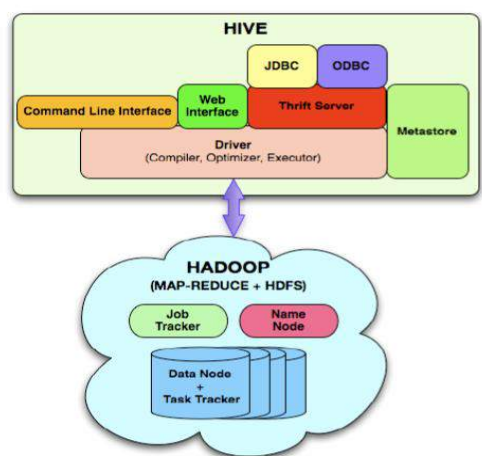 HIVE
JDBC
ODBC
Command Line Interface
Web
Interface
Thrift Server
Metastore
Driver
(Compiler, Optimizer, Executor)
HADOOP
(MAP-REDUCE + HDFS)
Job
Tracker
Name
Node
Data Node
+
Task Tracker